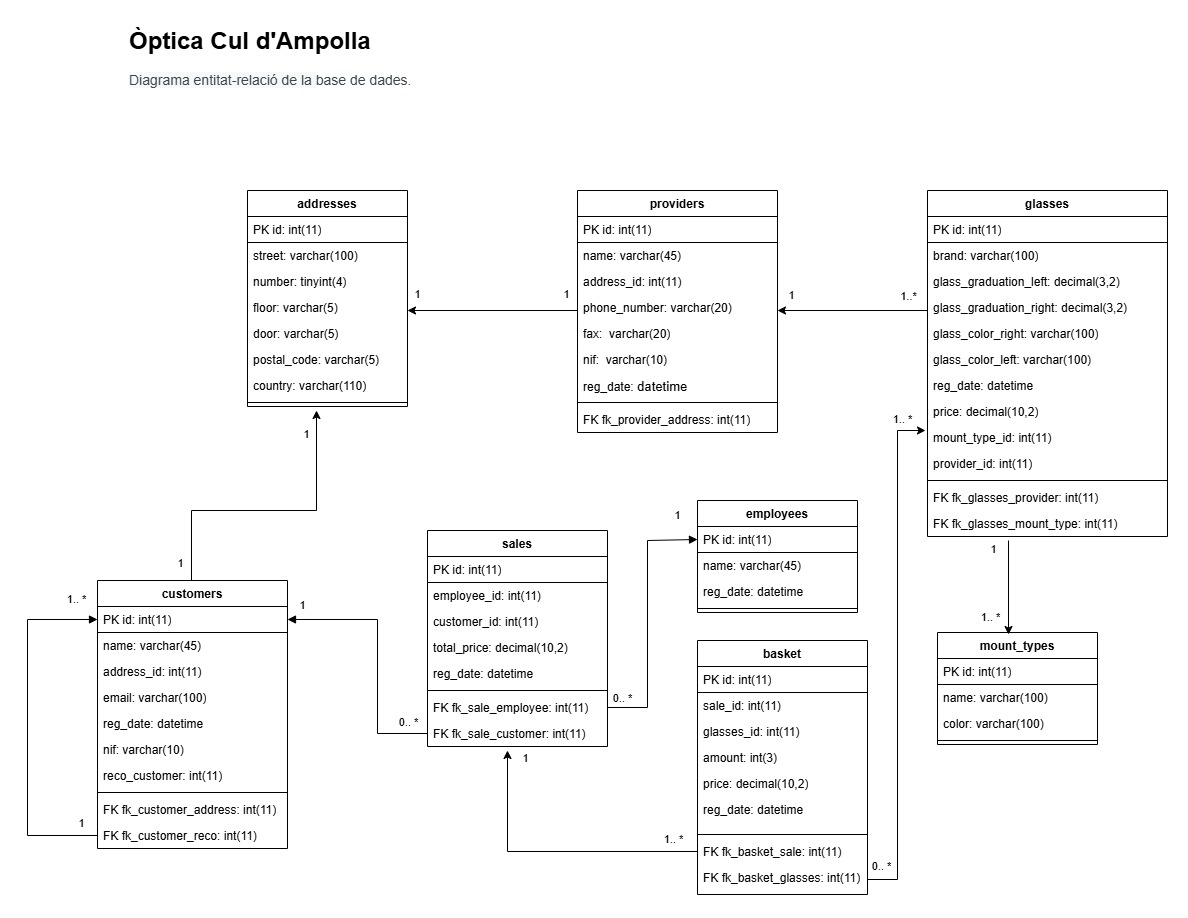 Òptica Cul d'Ampolla
Diagrama entitat-relació de la base de dades.
addresses
PK id: int(11)
street: varchar(100)
number: tinyint(4)
floor: varchar(5)
door: varchar(5)
postal_code: varchar(5)
country: varchar(110)
1
1
providers
PK id: int(11)
name: varchar(45)
address_id: int(11)
phone_number: varchar(20)
fax:  varchar(20)
nif:  varchar(10)
reg_date: datetime
FK fk_provider_address: int(11)
1
1..*
glasses
PK id: int(11)
brand: varchar(100)
glass_graduation_left: decimal(3,2)
glass_graduation_right: decimal(3,2)
glass_color_right: varchar(100)
glass_color_left: varchar(100)
reg_date: datetime
price: decimal(10,2)
mount_type_id: int(11)
provider_id: int(11)
FK fk_glasses_provider: int(11)
FK fk_glasses_mount_type: int(11)
1.. *
1
1
1.. *
customers
PK id: int(11)
name: varchar(45)
address_id: int(11)
email: varchar(100)
reg_date: datetime
nif: varchar(10)
reco_customer: int(11)
FK fk_customer_address: int(11)
FK fk_customer_reco: int(11)
1
1
0.. *
sales
PK id: int(11)
employee_id: int(11)
customer_id: int(11)
total_price: decimal(10,2)
reg_date: datetime
FK fk_sale_employee: int(11)
FK fk_sale_customer: int(11)
0.. *
1
1
employees
PK id: int(11)
name: varchar(45)
reg_date: datetime
basket
PK id: int(11)
sale_id: int(11)
glasses_id: int(11)
amount: int(3)
price: decimal(10,2)
reg_date: datetime
FK fk_basket_sale: int(11)
FK fk_basket_glasses: int(11)
1.. *
0.. *
1
1.. *
mount_types
PK id: int(11)
name: varchar(100)
color: varchar(100)